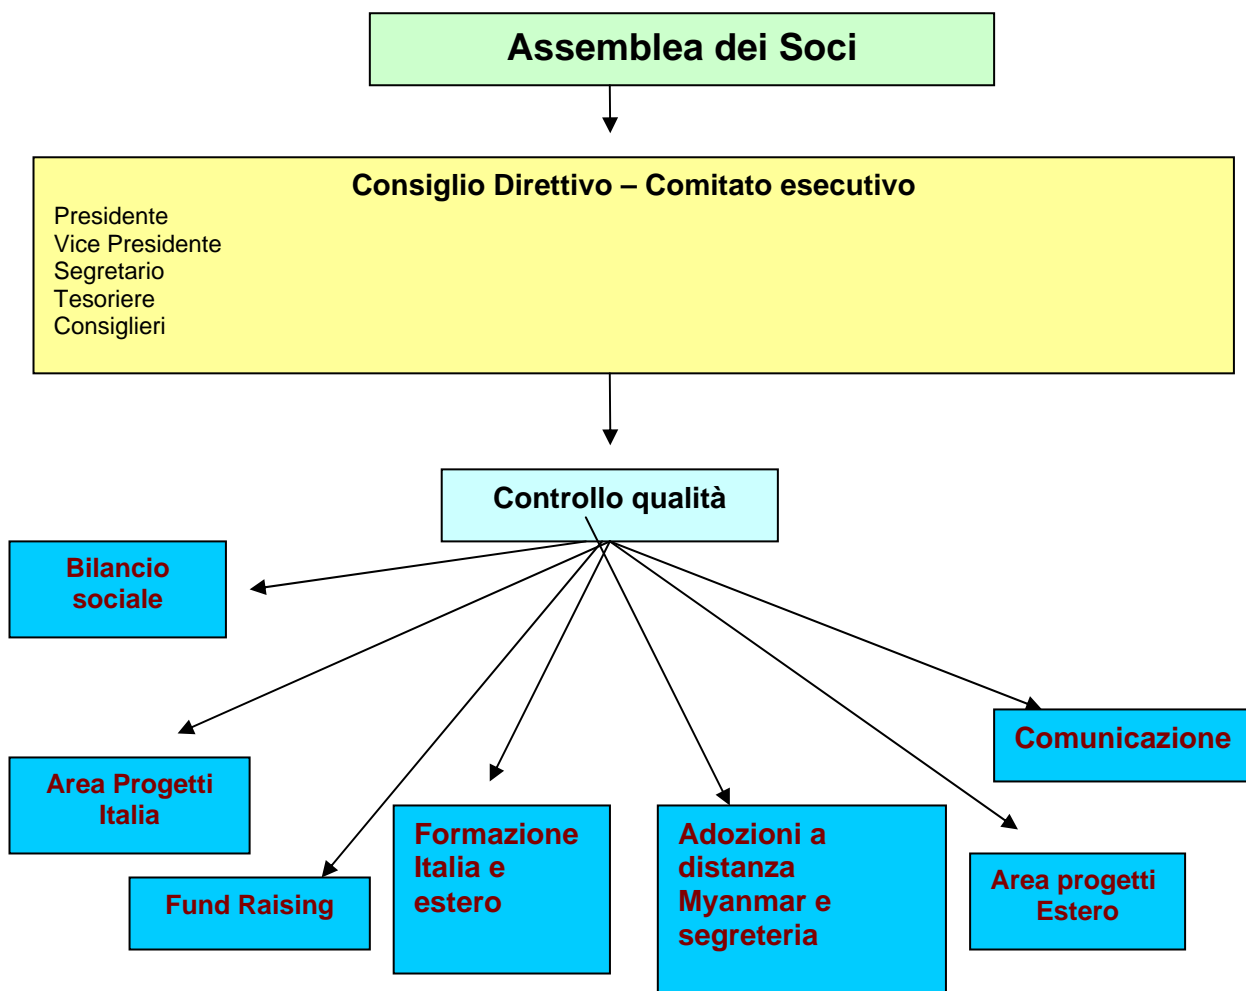 Assemblea dei Soci
Consiglio Direttivo – Comitato esecutivo
Presidente
Vice Presidente
Segretario
Tesoriere
Consiglieri
Controllo qualità
Bilancio
sociale
Comunicazione
Area Progetti
Italia
Formazione
Italia e
estero
Adozioni a
distanza
Myanmar e
segreteria
Area progetti
Estero
Fund Raising